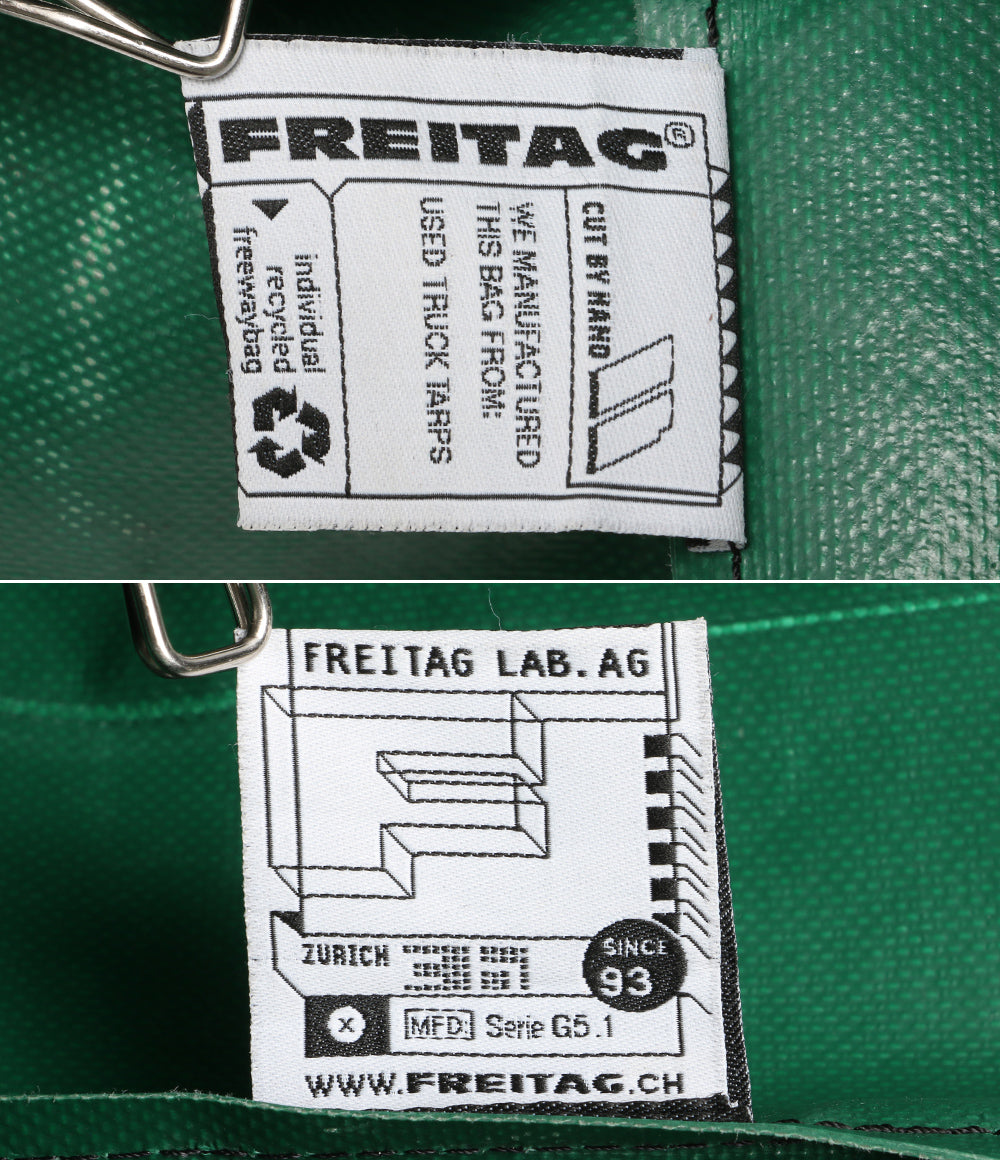 FREITAG®
CUT BY HAND
WE MANUFACTURED
THIS BAG FROM:
USED TRUCK TARPS
individual
recycled
freewaybag
FREITAG LAB. AG
ZURICH
SINCE
93
X
MFD: Serie G5.1
WWW.FREITAG.CH